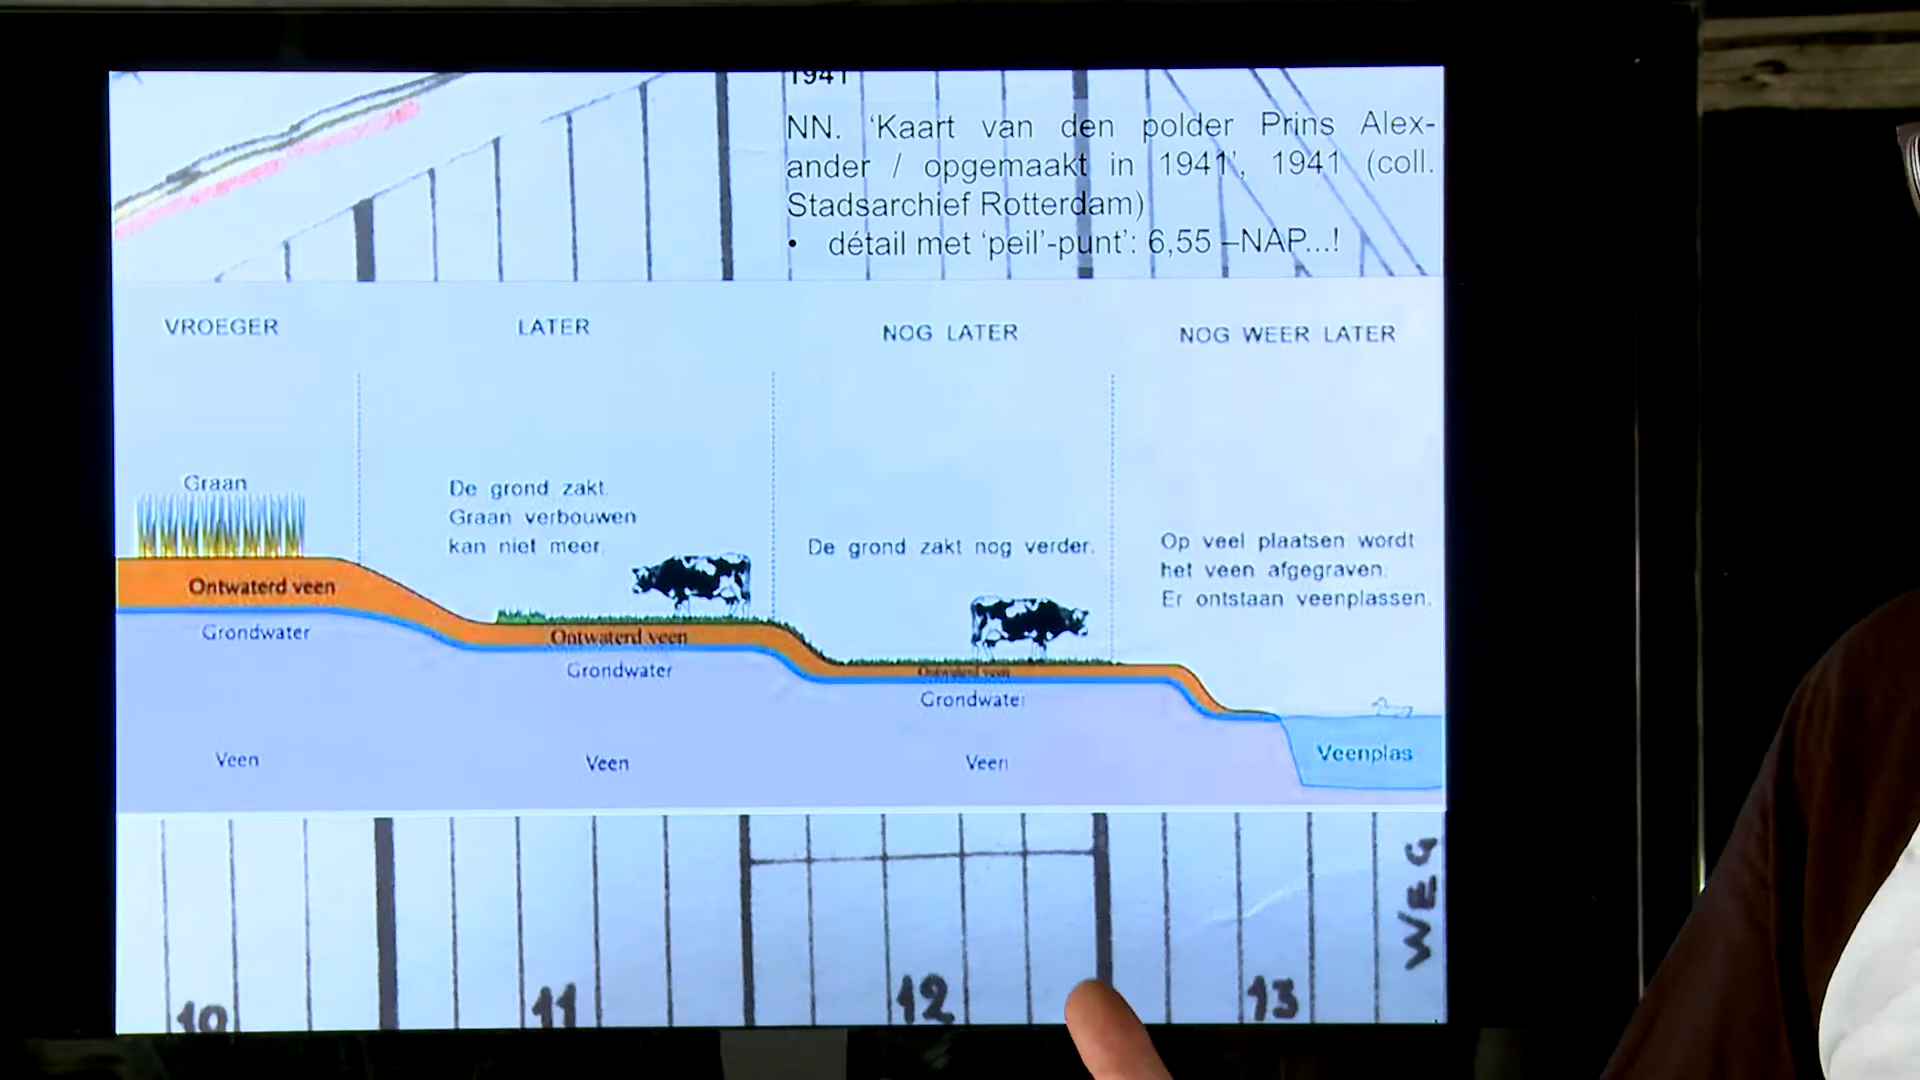 1941
NN. ‘Kaart van den polder Prins Alex-
ander / opgemaakt in 1941’, 1941 (coll.
Stadsarchief Rotterdam)
• détail met ‘peil’-punt’: 6,55 –NAP...!
VROEGER
LATER
NOG LATER
NOG WEER LATER
Graan
De grond zakt.
Graan verbouwen
kan niet meer.
De grond zakt nog verder.
Op veel plaatsen wordt
het veen afgegraven.
Er ontstaan veenplassen.
Ontwaterd veen
Grondwater
Veen
Ontwaterd veen
Grondwater
Veen
Ontwaterd veen
Grondwater
Veen
Veenplas
WEG
10
11
12
13